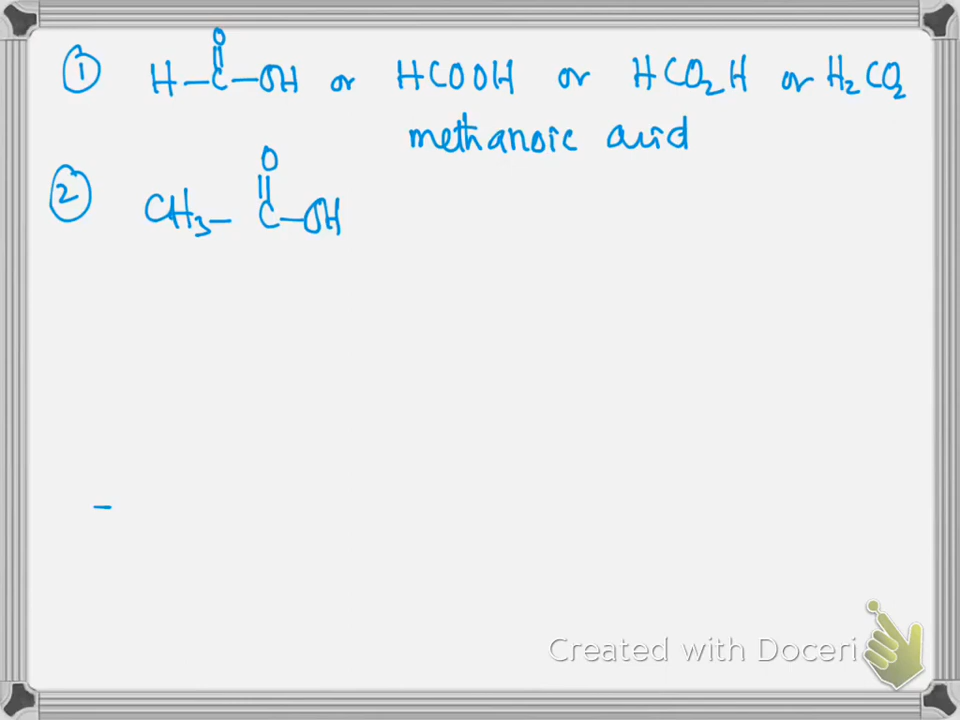 ① H-C(=O)-OH or HCOOH or HCO₂H or H₂CO₂
methanoic acid
② CH₃-C(=O)-OH
-
Created with Doceri